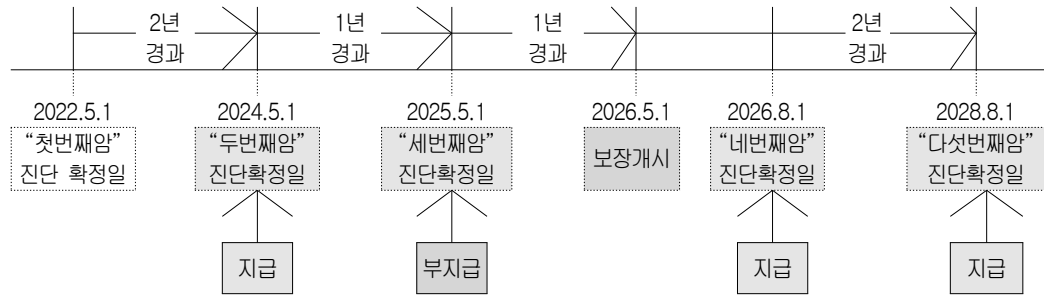 2년 1년 1년 2년
경과 경과 경과 경과
2022.5.1 2024.5.1 2025.5.1 2026.5.1 2026.8.1 2028.8.1
“첫번째암” “두번째암” “세번째암” 보장개시 “네번째암” “다섯번째암”
진단 확정일 진단확정일 진단확정일 진단확정일 진단확정일
지급 부지급 지급 지급